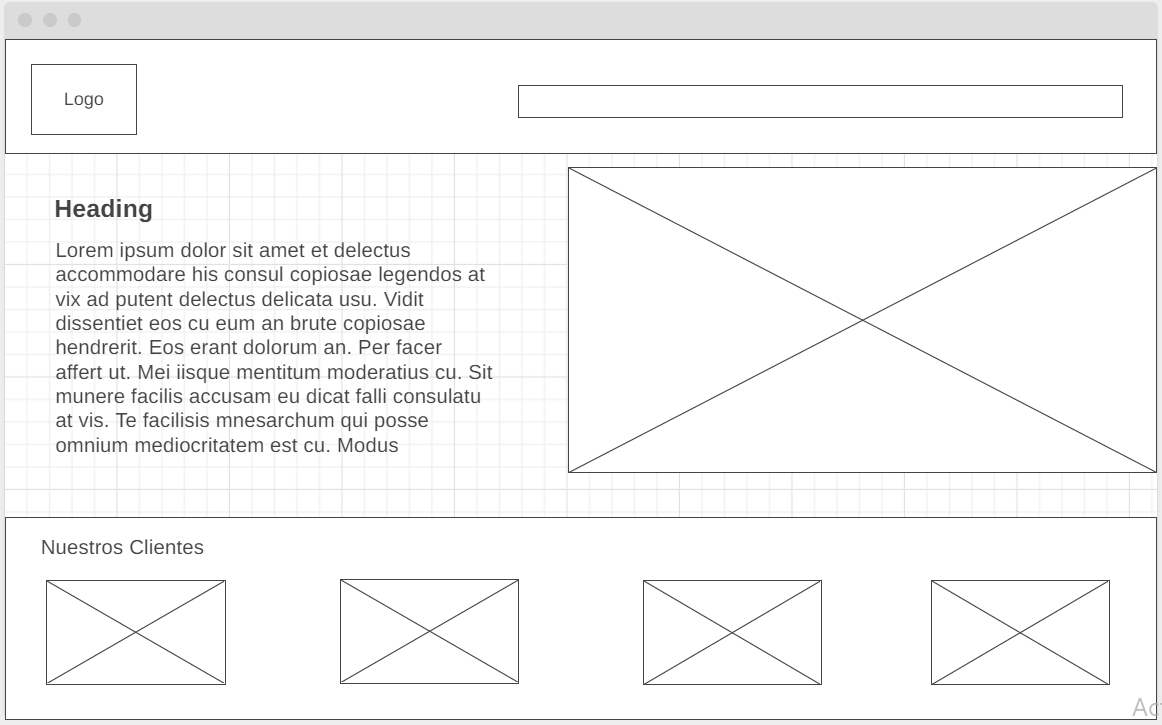 Logo
Heading
Lorem ipsum dolor sit amet et delectus
accommodare his consul copiosae legendos at
vix ad putent delectus delicata usu. Vidit
dissentiet eos cu eum an brute copiosae
hendrerit. Eos erant dolorum an. Per facer
affert ut. Mei iisque mentitum moderatius cu. Sit
munere facilis accusam eu dicat falli consulatu
at vis. Te facilisis mnesarchum qui posse
omnium mediocritatem est cu. Modus
Nuestros Clientes